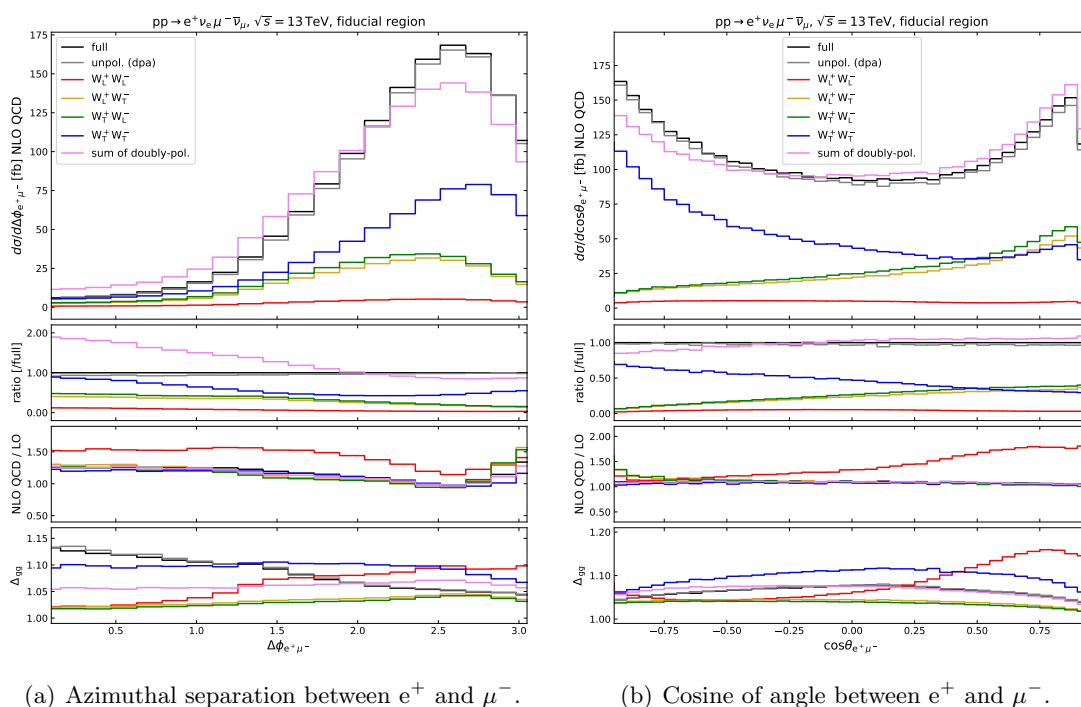 pp → e⁺ν_e μ⁻ν̄_μ, √s = 13 TeV, fiducial region
175
150
125
100
75
50
25
0
dσ/dΔφ_e⁺μ⁻ [fb] NLO QCD
full
unpol. (dpa)
W_L⁺W_L⁻
W_L⁺W_T⁻
W_T⁺W_L⁻
W_T⁺W_T⁻
sum of doubly-pol.
2.00
1.00
0.00
ratio [/full]
2.00
1.50
1.00
0.50
NLO QCD / LO
1.15
1.10
1.05
1.00
Δ_gg
0.5 1.0 1.5 2.0 2.5 3.0
Δφ_e⁺μ⁻
(a) Azimuthal separation between e⁺ and μ⁻.
pp → e⁺ν_e μ⁻ν̄_μ, √s = 13 TeV, fiducial region
175
150
125
100
75
50
25
0
dσ/dcosθ_e⁺μ⁻ [fb] NLO QCD
full
unpol. (dpa)
W_L⁺W_L⁻
W_L⁺W_T⁻
W_T⁺W_L⁻
W_T⁺W_T⁻
sum of doubly-pol.
1.00
0.50
0.00
ratio [/full]
2.00
1.50
1.00
0.50
NLO QCD / LO
1.20
1.10
1.00
Δ_gg
−0.75 −0.50 −0.25 0.00 0.25 0.50 0.75
cosθ_e⁺μ⁻
(b) Cosine of angle between e⁺ and μ⁻.